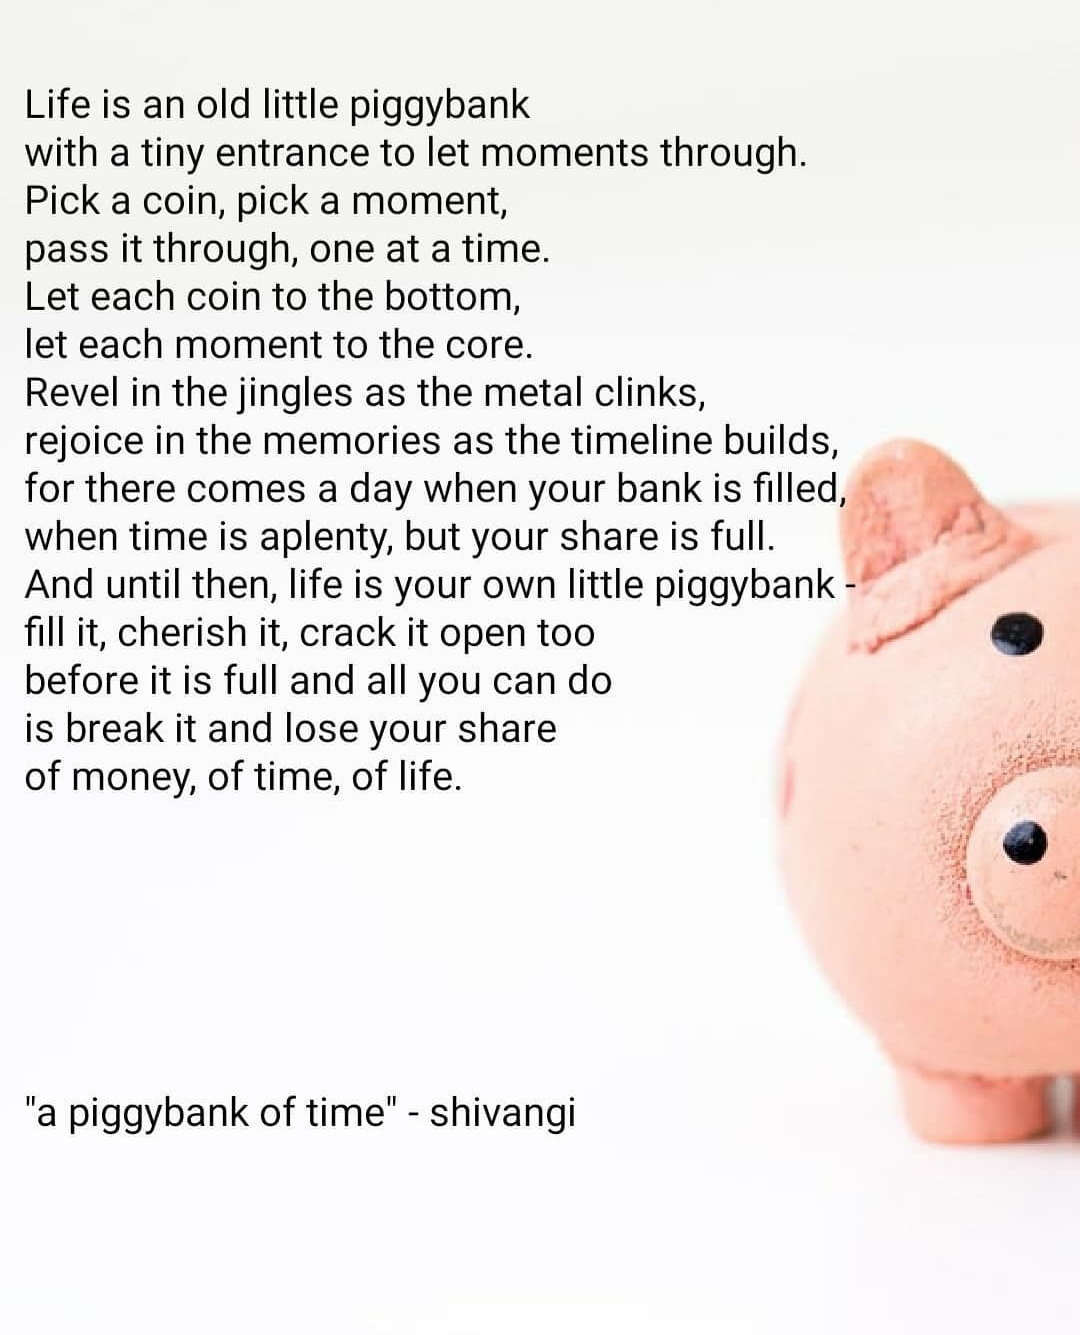 Life is an old little piggybank
with a tiny entrance to let moments through.
Pick a coin, pick a moment,
pass it through, one at a time.
Let each coin to the bottom,
let each moment to the core.
Revel in the jingles as the metal clinks,
rejoice in the memories as the timeline builds,
for there comes a day when your bank is filled,
when time is aplenty, but your share is full.
And until then, life is your own little piggybank -
fill it, cherish it, crack it open too
before it is full and all you can do
is break it and lose your share
of money, of time, of life.
"a piggybank of time" - shivangi